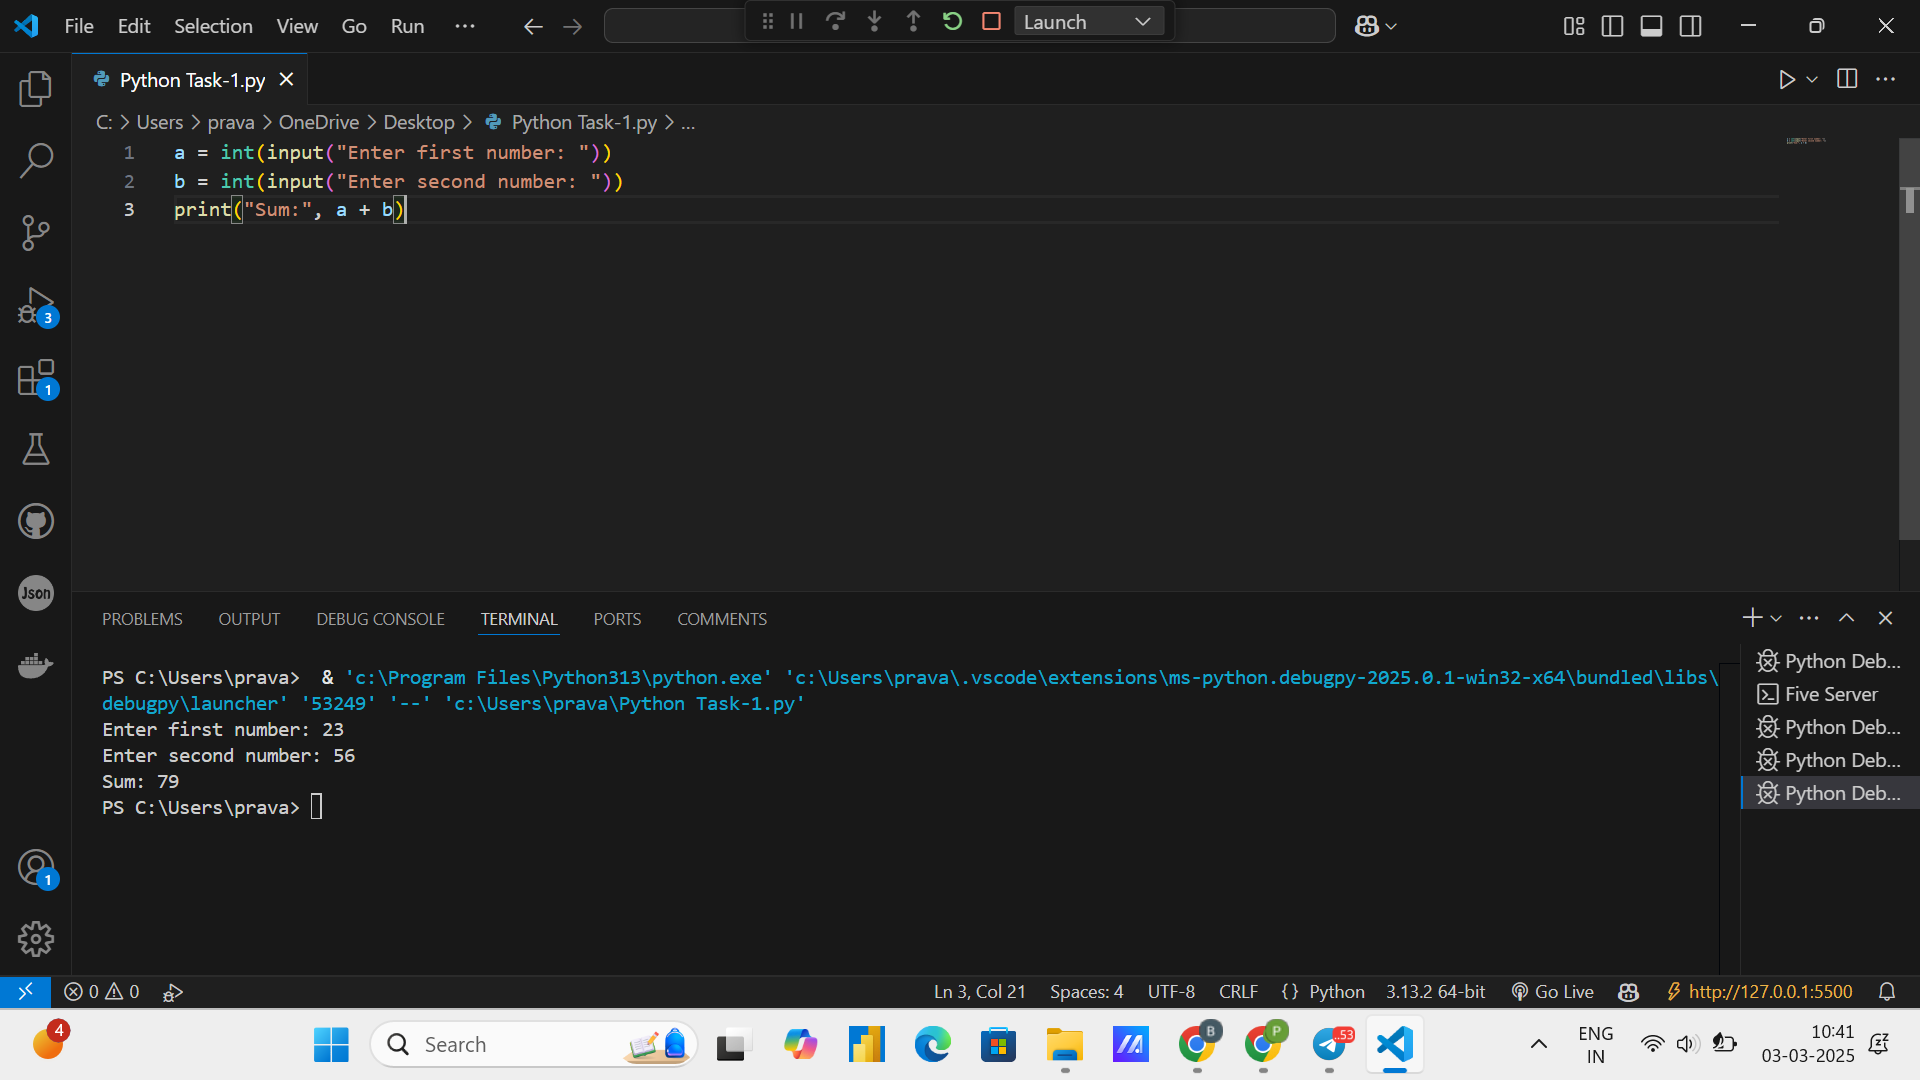 File Edit Selection View Go Run ··· Launch
Python Task-1.py
C: > Users > prava > OneDrive > Desktop > Python Task-1.py > ...
1 a = int(input("Enter first number: "))
2 b = int(input("Enter second number: "))
3 print("Sum:", a + b)
3
1
Json
1
PROBLEMS OUTPUT DEBUG CONSOLE TERMINAL PORTS COMMENTS
PS C:\Users\prava>  & 'c:\Program Files\Python313\python.exe' 'c:\Users\prava\.vscode\extensions\ms-python.debugpy-2025.0.1-win32-x64\bundled\libs\
debugpy\launcher' '53249' '--' 'c:\Users\prava\Python Task-1.py'
Enter first number: 23
Enter second number: 56
Sum: 79
PS C:\Users\prava>
Python Deb...
Five Server
Python Deb...
Python Deb...
Python Deb...
0 0 Ln 3, Col 21 Spaces: 4 UTF-8 CRLF {} Python 3.13.2 64-bit Go Live http://127.0.0.1:5500
4 Search B P 53 ENG 10:41
IN 03-03-2025